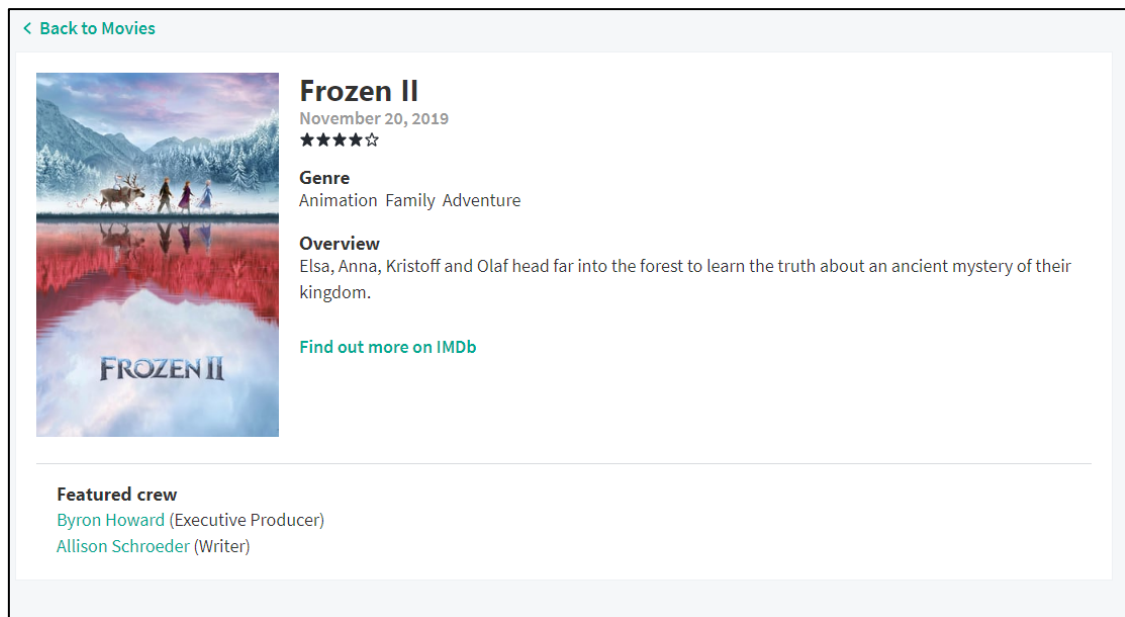 Back to Movies
Frozen II
November 20, 2019
★★★★☆
Genre
Animation Family Adventure
Overview
Elsa, Anna, Kristoff and Olaf head far into the forest to learn the truth about an ancient mystery of their
kingdom.
Find out more on IMDb
FROZEN II
Featured crew
Byron Howard (Executive Producer)
Allison Schroeder (Writer)